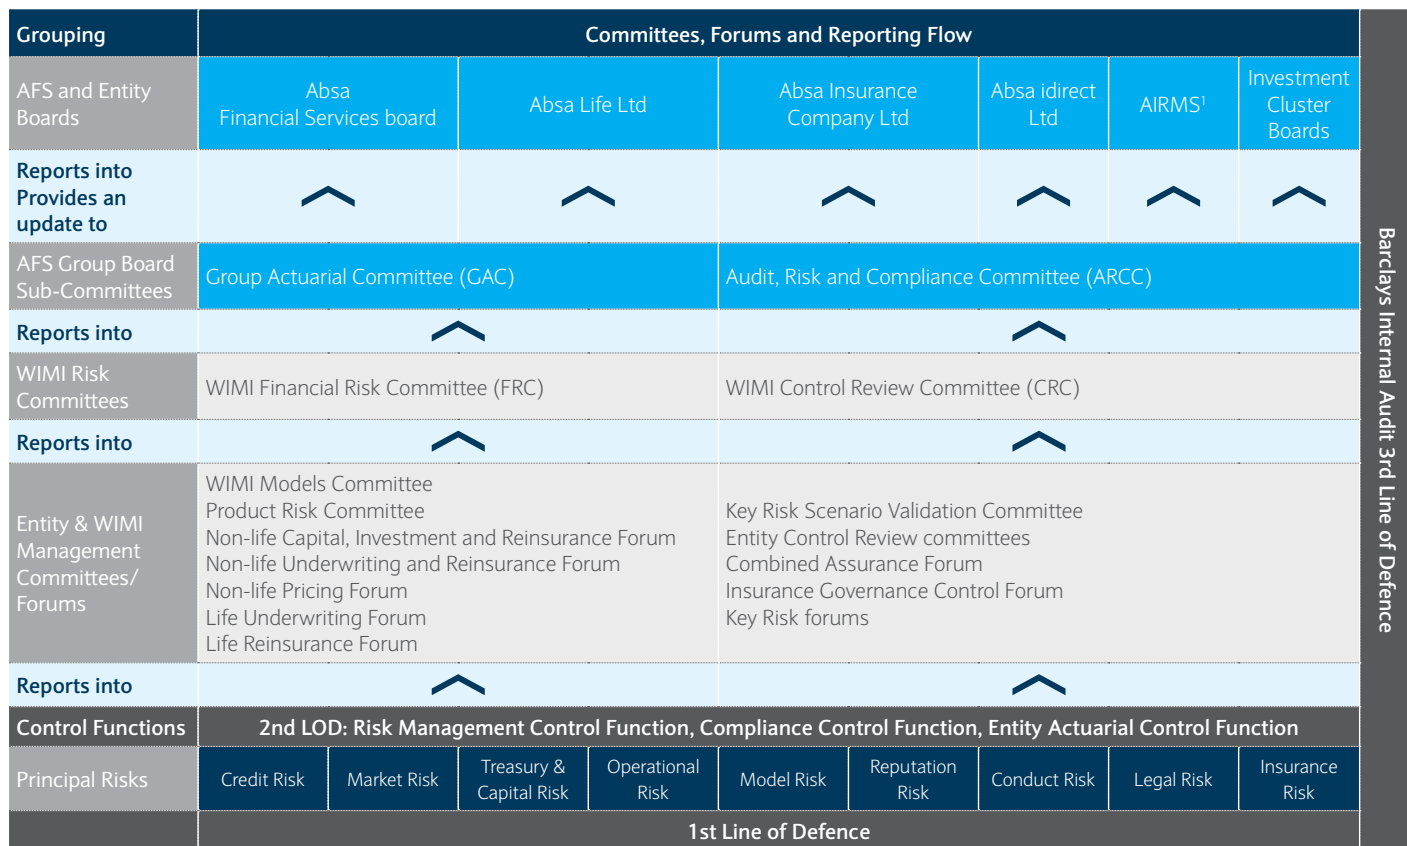 Grouping
Committees, Forums and Reporting Flow
AFS and Entity
Boards
Absa
Financial Services board
Absa Life Ltd
Absa Insurance
Company Ltd
Absa idirect
Ltd
AIRMS1
Investment
Cluster
Boards
Reports into
Provides an
update to
AFS Group Board
Sub-Committees
Group Actuarial Committee (GAC)
Audit, Risk and Compliance Committee (ARCC)
Reports into
WIMI Risk
Committees
WIMI Financial Risk Committee (FRC)
WIMI Control Review Committee (CRC)
Reports into
Entity & WIMI
Management
Committees/
Forums
WIMI Models Committee
Product Risk Committee
Non-life Capital, Investment and Reinsurance Forum
Non-life Underwriting and Reinsurance Forum
Non-life Pricing Forum
Life Underwriting Forum
Life Reinsurance Forum
Key Risk Scenario Validation Committee
Entity Control Review committees
Combined Assurance Forum
Insurance Governance Control Forum
Key Risk forums
Reports into
Control Functions
2nd LOD: Risk Management Control Function, Compliance Control Function, Entity Actuarial Control Function
Principal Risks
Credit Risk
Market Risk
Treasury &
Capital Risk
Operational
Risk
Model Risk
Reputation
Risk
Conduct Risk
Legal Risk
Insurance
Risk
1st Line of Defence
Barclays Internal Audit 3rd Line of Defence